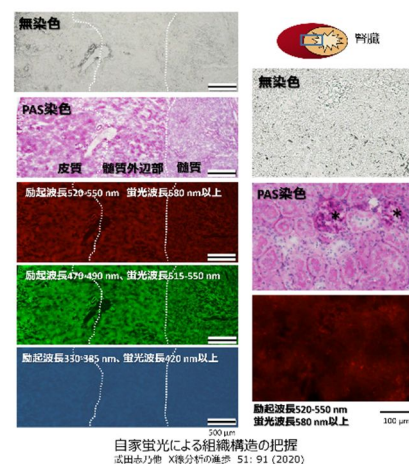 無染色
PAS染色
皮質 髄質外辺部 髄質
励起波長520-550 nm 蛍光波長580 nm以上
励起波長470-490 nm、蛍光波長515-550 nm
励起波長330-385 nm、蛍光波長420 nm以上
500 μm
腎臓
無染色
PAS染色
* *
励起波長520-550 nm
蛍光波長580 nm以上
100 μm
自家蛍光による組織構造の把握
武田志乃他 X線分析の進歩 51: 91 (2020)